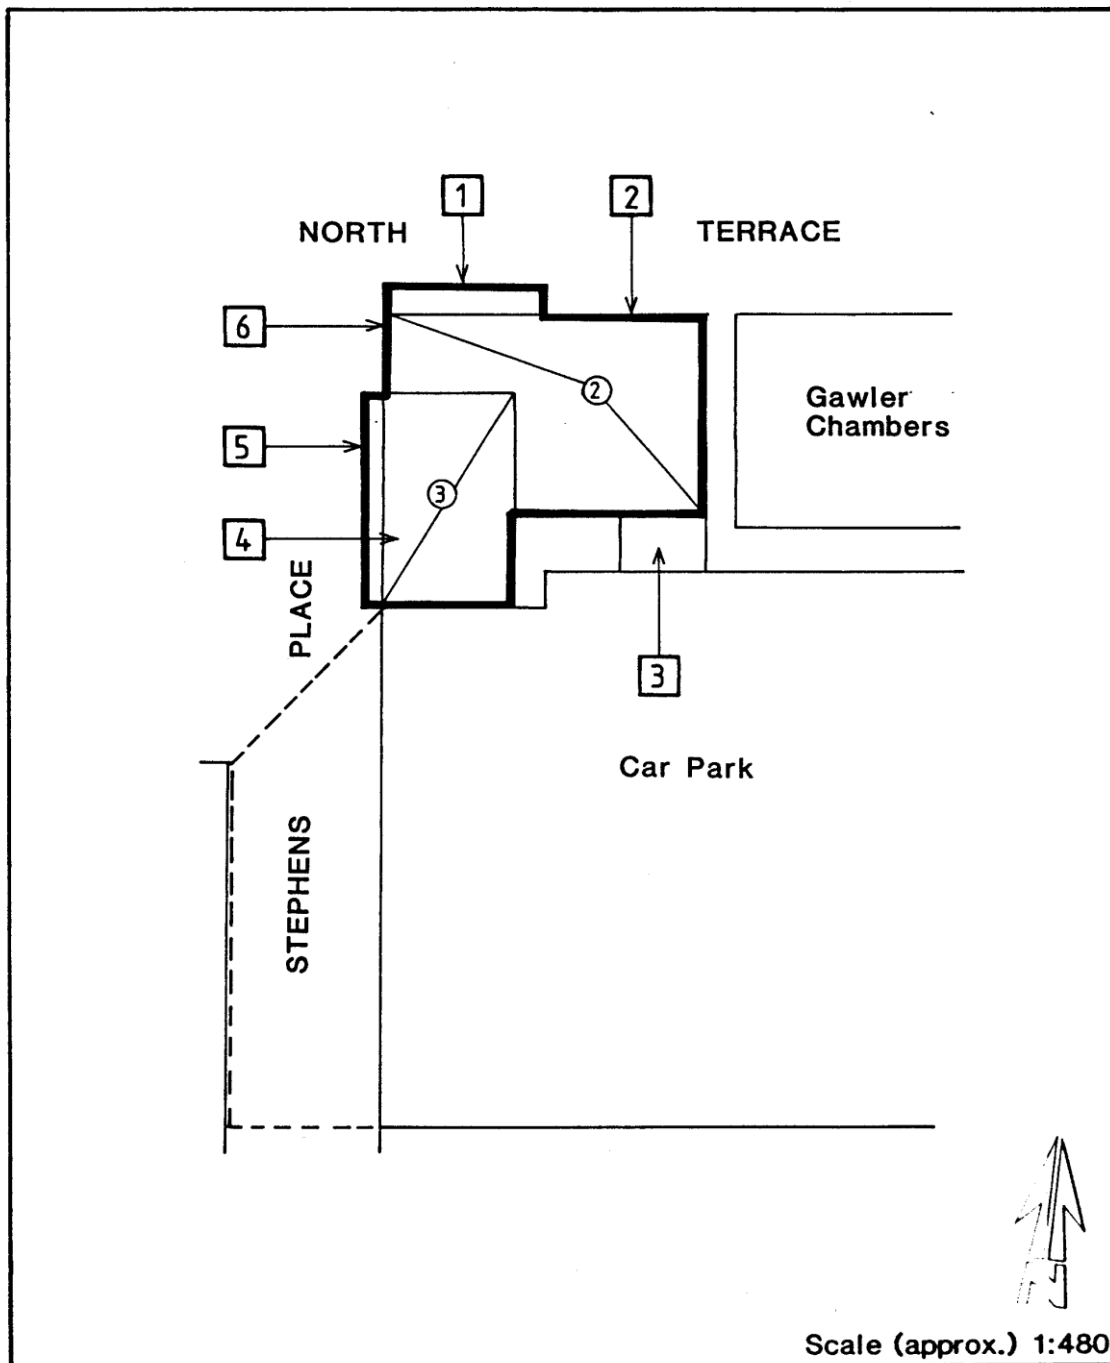 1
2
NORTH
TERRACE
6
2
Gawler
Chambers
5
3
4
PLACE
3
Car Park
STEPHENS
Scale (approx.) 1:480